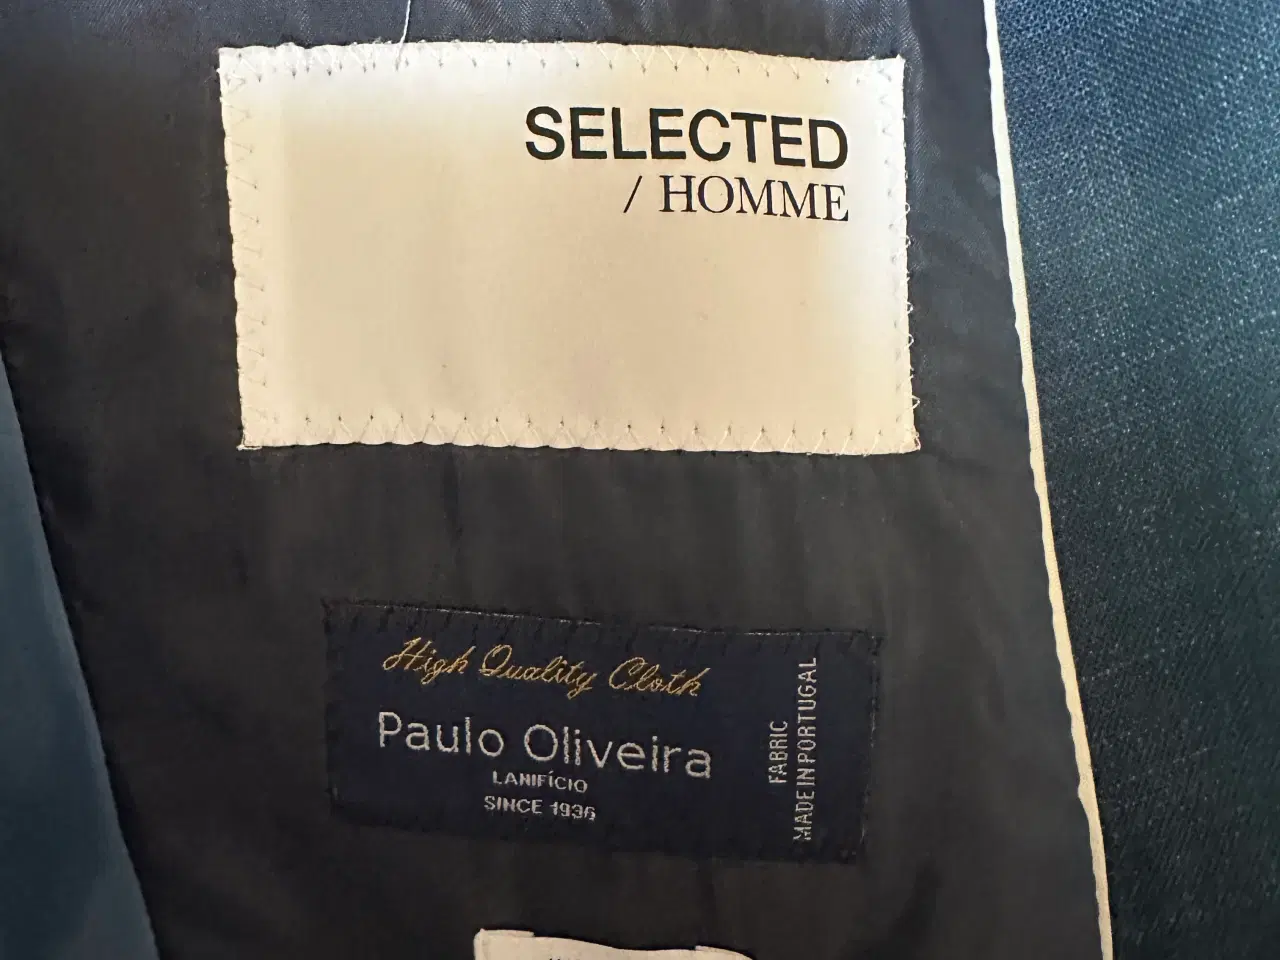 SELECTED
/ HOMME
High Quality Cloth
Paulo Oliveira
LANIFÍCIO
SINCE 1936
FABRIC
MADE IN PORTUGAL